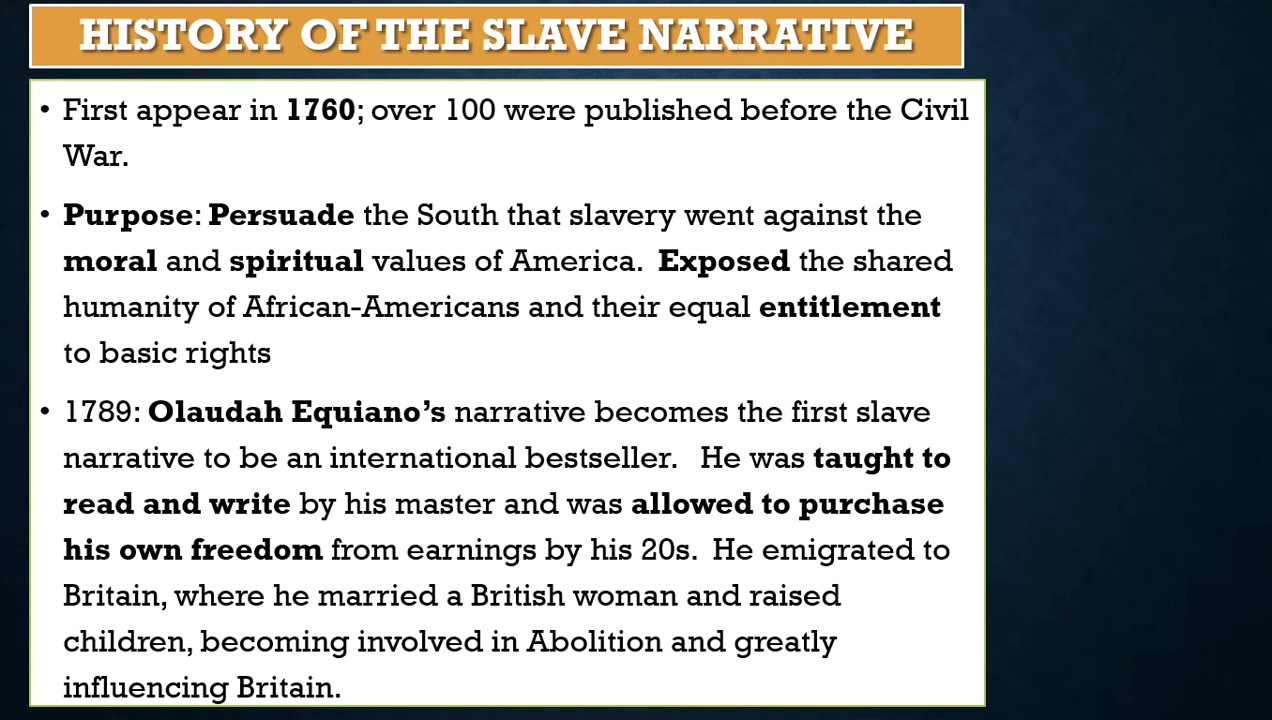 HISTORY OF THE SLAVE NARRATIVE
• First appear in 1760; over 100 were published before the Civil
War.
• Purpose: Persuade the South that slavery went against the
moral and spiritual values of America.  Exposed the shared
humanity of African-Americans and their equal entitlement
to basic rights
• 1789: Olaudah Equiano’s narrative becomes the first slave
narrative to be an international bestseller.   He was taught to
read and write by his master and was allowed to purchase
his own freedom from earnings by his 20s.  He emigrated to
Britain, where he married a British woman and raised
children, becoming involved in Abolition and greatly
influencing Britain.